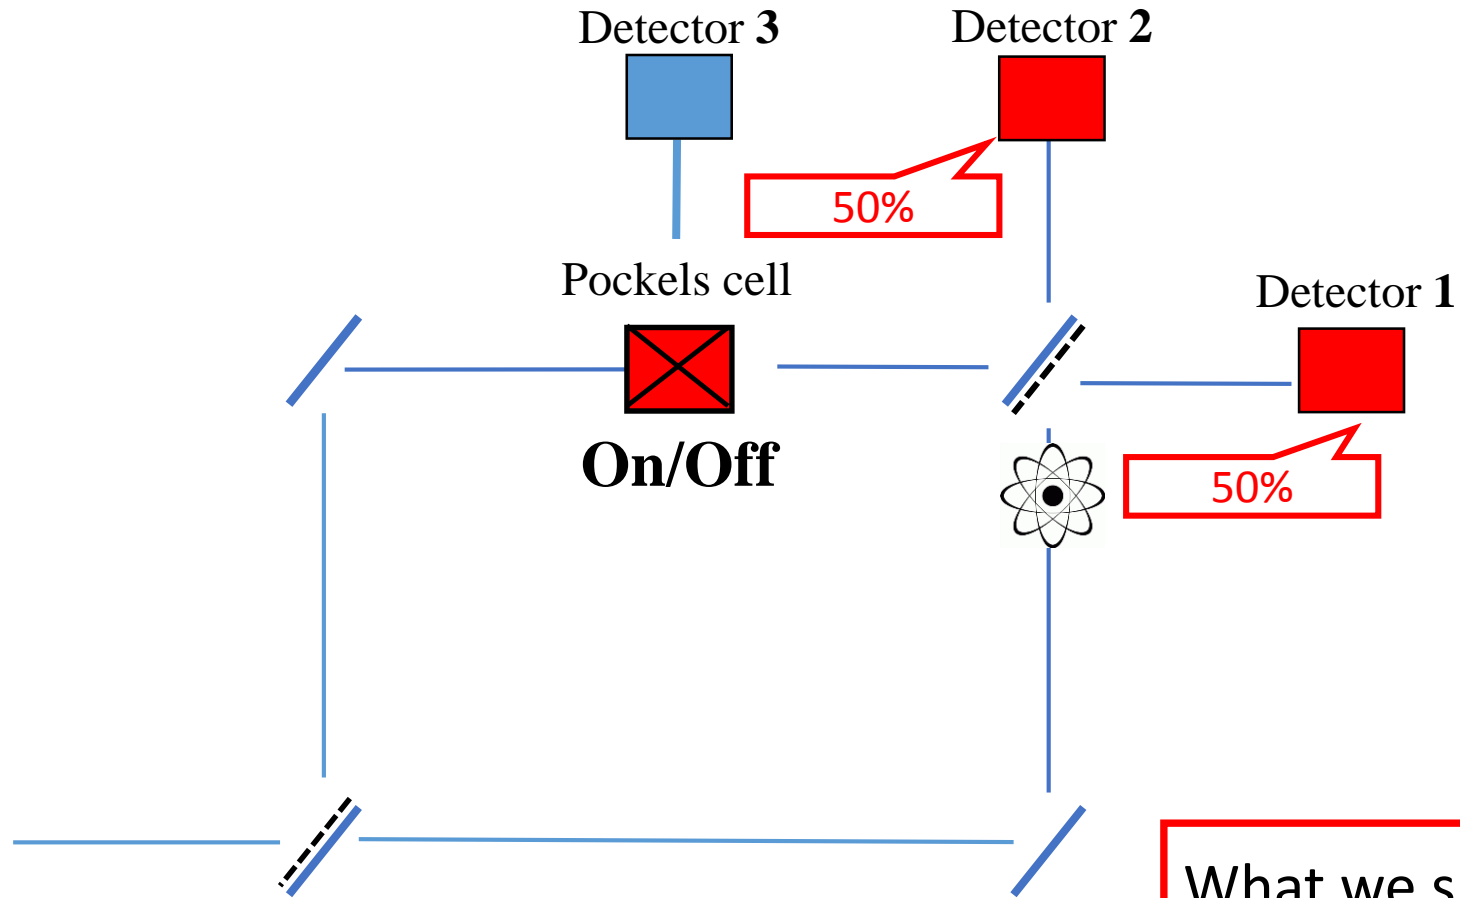 Detector 3
Detector 2
50%
Pockels cell
Detector 1
On/Off
50%
What we s